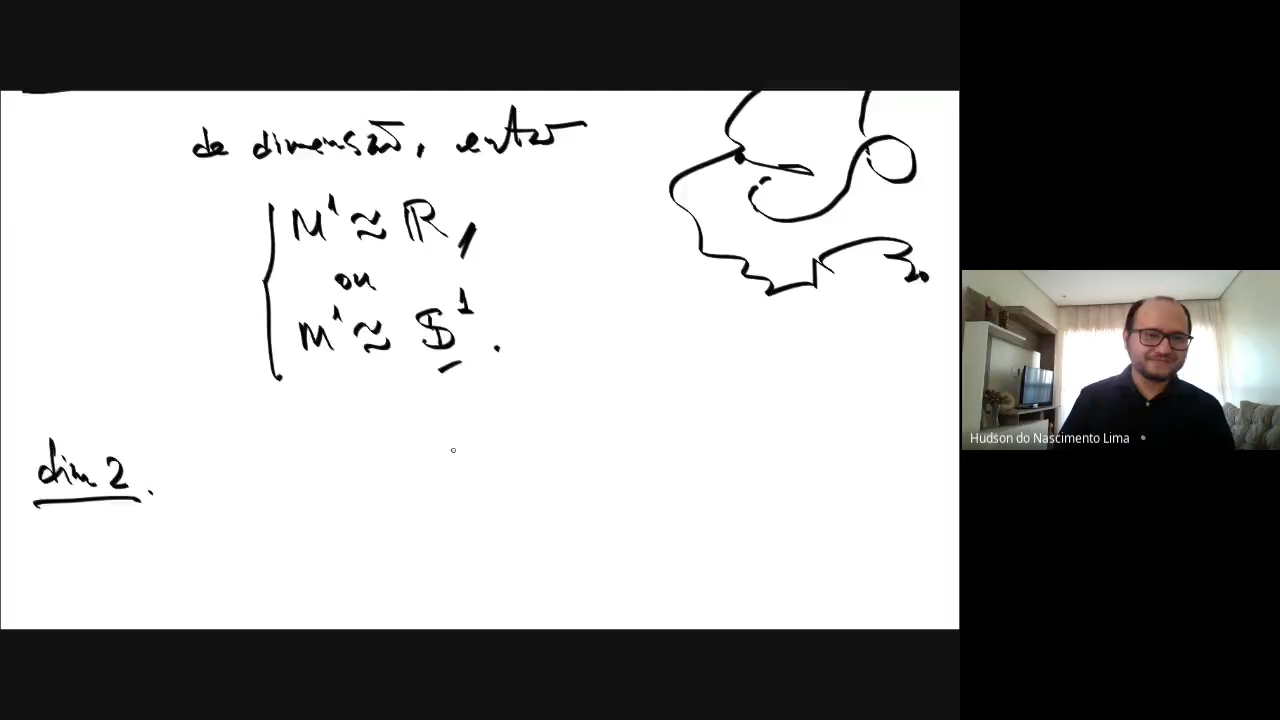 de dimensão, então
M¹ ≈ ℝ,
ou
M¹ ≈ 𝕊¹.
dim 2.
Hudson do Nascimento Lima